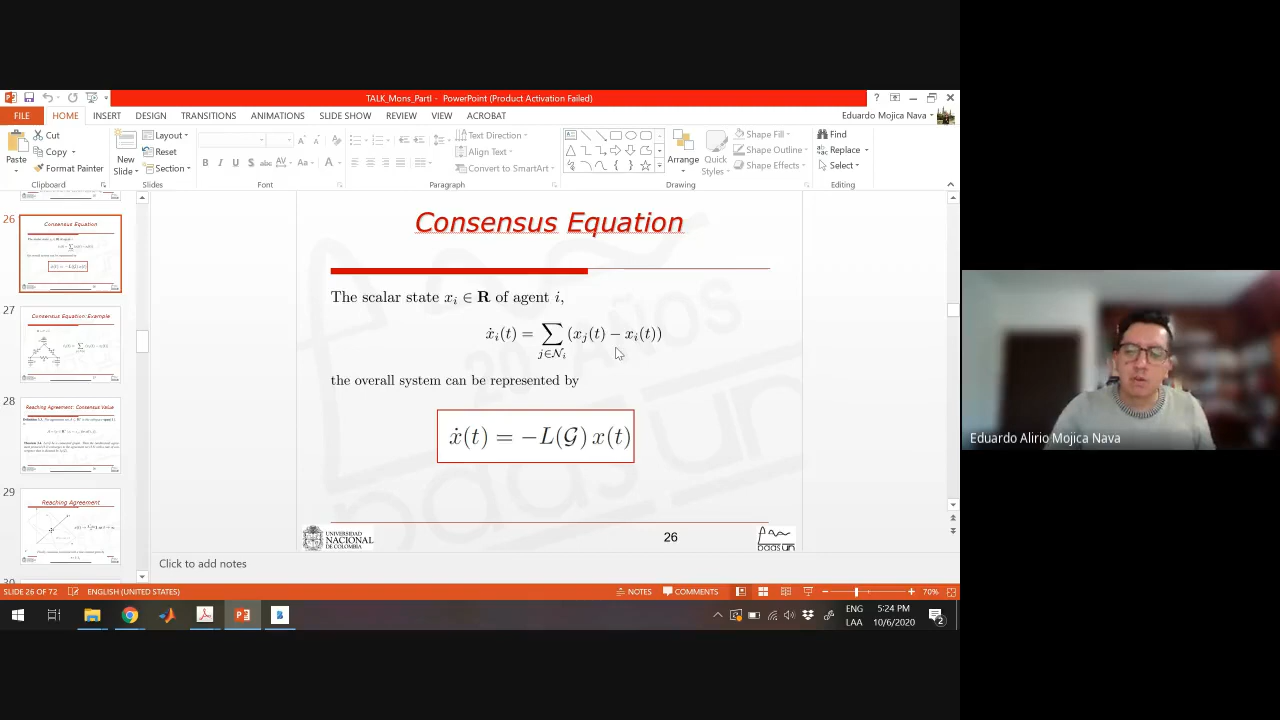 TALK_Mons_PartI - PowerPoint (Product Activation Failed)
FILE HOME INSERT DESIGN TRANSITIONS ANIMATIONS SLIDE SHOW REVIEW VIEW ACROBAT Eduardo Mojica Nava
Paste
Cut
Copy
Format Painter
Clipboard
New Slide
Layout
Reset
Section
Slides
Font
Text Direction
Align Text
Convert to SmartArt
Paragraph
Arrange
Quick Styles
Shape Fill
Shape Outline
Shape Effects
Drawing
Find
Replace
Select
Editing
26
Consensus Equation
27
Consensus Equation: Example
28
Reaching Agreement: Consensus Value
29
Reaching Agreement
30
Consensus Equation
The scalar state x_i ∈ R of agent i,
ẋ_i(t) = ∑_{j∈N_i} (x_j(t) − x_i(t))
the overall system can be represented by
ẋ(t) = −L(G) x(t)
UNIVERSIDAD
NACIONAL
DE COLOMBIA
26
baas UN
Click to add notes
SLIDE 26 OF 72 ENGLISH (UNITED STATES) NOTES COMMENTS 70%
ENG
LAA
5:24 PM
10/6/2020
2
Eduardo Alirio Mojica Nava